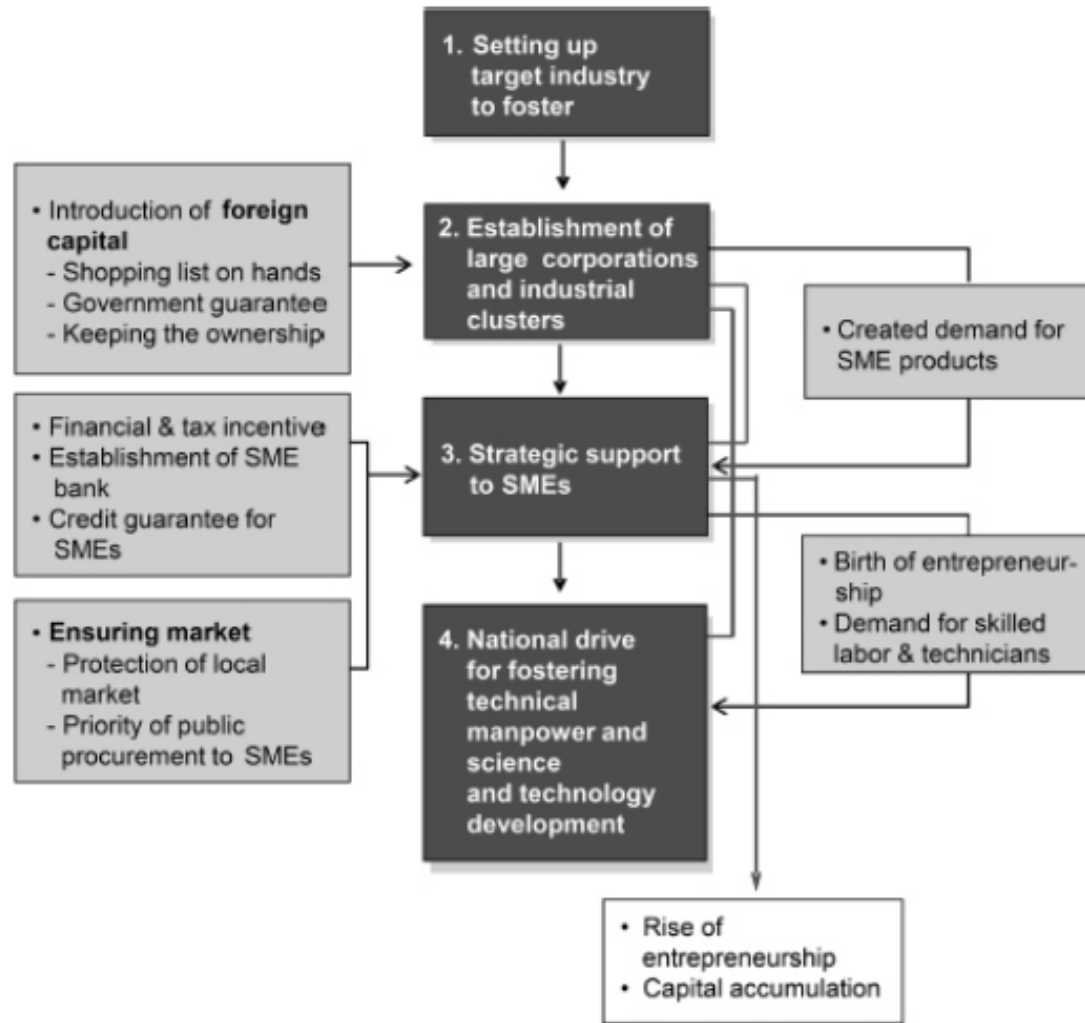 1. Setting up
target industry
to foster
• Introduction of foreign
capital
- Shopping list on hands
- Government guarantee
- Keeping the ownership
2. Establishment of
large corporations
and industrial
clusters
• Created demand for
SME products
• Financial & tax incentive
• Establishment of SME
bank
• Credit guarantee for
SMEs
3. Strategic support
to SMEs
• Ensuring market
- Protection of local
market
- Priority of public
procurement to SMEs
• Birth of entrepreneur-
ship
• Demand for skilled
labor & technicians
4. National drive
for fostering
technical
manpower and
science
and technology
development
• Rise of
entrepreneurship
• Capital accumulation